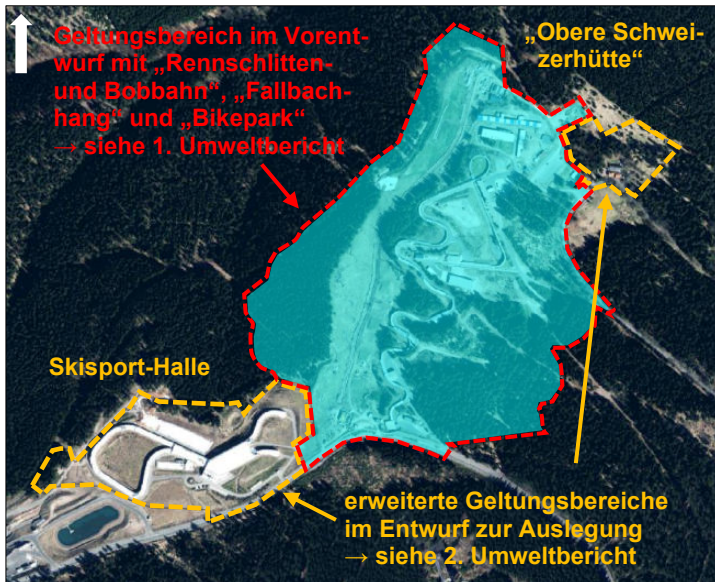 Geltungsbereich im Vorent-
wurf mit „Rennschlitten-
und Bobbahn“, „Fallbach-
hang“ und „Bikepark“
→ siehe 1. Umweltbericht
„Obere Schwei-
zerhütte“
Skisport-Halle
erweiterte Geltungsbereiche
im Entwurf zur Auslegung
→ siehe 2. Umweltbericht